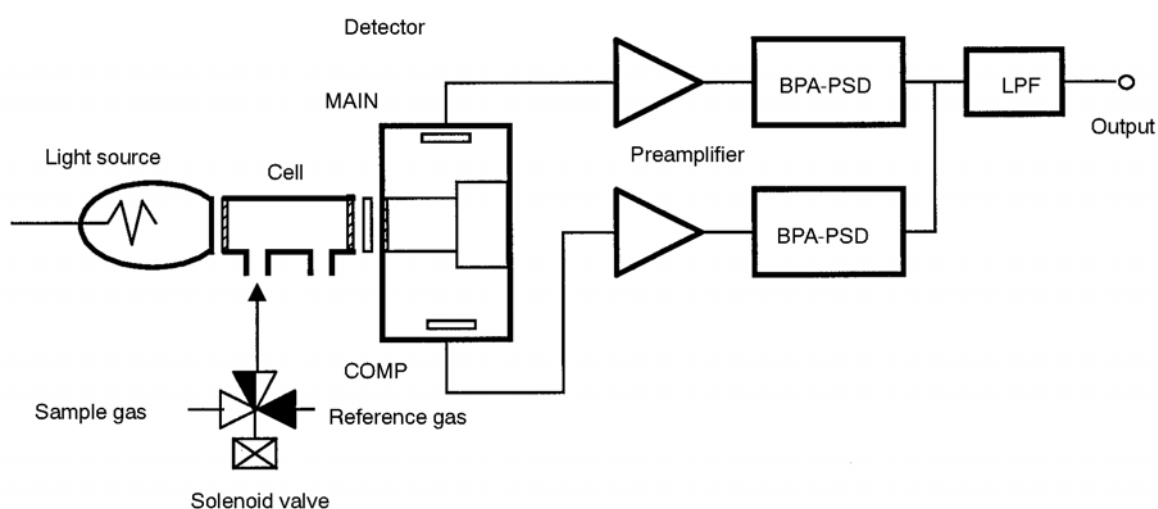 Detector
MAIN
BPA-PSD
LPF
Output
Light source
Cell
Preamplifier
BPA-PSD
COMP
Sample gas
Reference gas
Solenoid valve